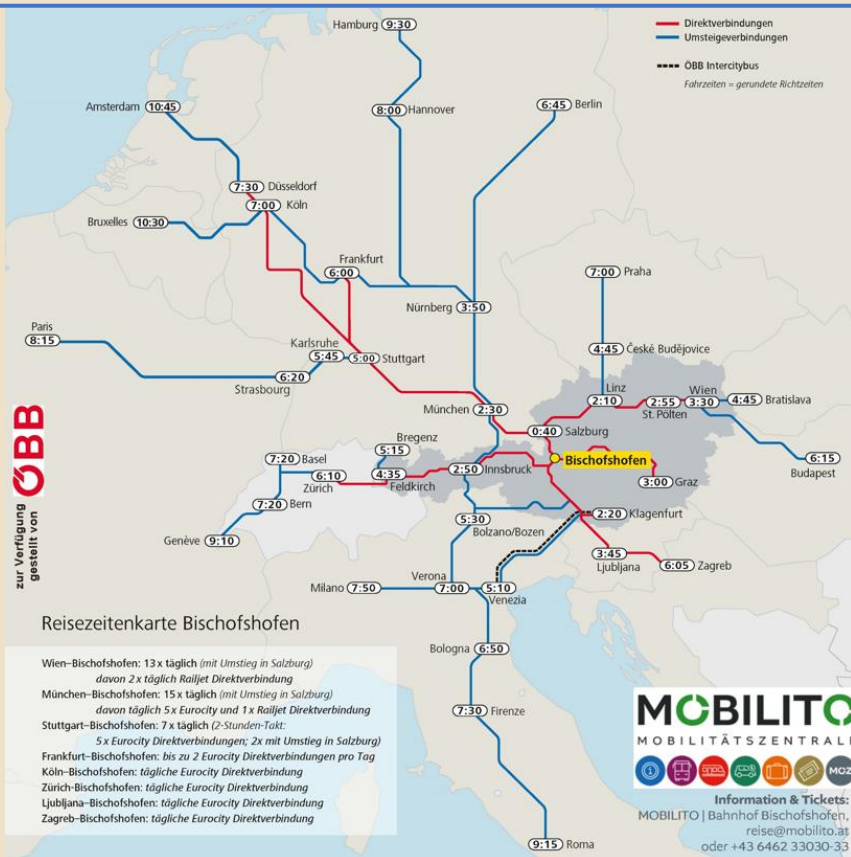 Hamburg 9:30
Direktverbindungen
Umsteigeverbindungen
ÖBB Intercitybus
Fahrzeiten = gerundete Richtzeiten
Amsterdam 10:45
8:00 Hannover
6:45 Berlin
7:30 Düsseldorf
7:00 Köln
Bruxelles 10:30
Frankfurt
6:00
7:00 Praha
Nürnberg 3:50
Paris
8:15
Karlsruhe
5:45
5:00 Stuttgart
4:45 České Budějovice
6:20
Strasbourg
Linz
2:10
2:55
St. Pölten
Wien
3:30
4:45 Bratislava
München 2:30
0:40 Salzburg
Bregenz
5:15
7:20 Basel
6:10
Zürich
4:35
Feldkirch
2:50 Innsbruck
Bischofshofen
3:00 Graz
6:15
Budapest
7:20
Bern
Genève 9:10
5:30
Bolzano/Bozen
2:20 Klagenfurt
3:45
Ljubljana
6:05 Zagreb
Verona
Milano 7:50
7:00
5:10
Venezia
Bologna
6:50
7:30 Firenze
9:15 Roma
zur Verfügung
gestellt von
ÖBB
Reisezeitenkarte Bischofshofen
Wien–Bischofshofen: 13 x täglich (mit Umstieg in Salzburg)
davon 2 x täglich Railjet Direktverbindung
München–Bischofshofen: 15 x täglich (mit Umstieg in Salzburg)
davon täglich 5 x Eurocity und 1 x Railjet Direktverbindung
Stuttgart–Bischofshofen: 7 x täglich (2-Stunden-Takt:
5 x Eurocity Direktverbindungen; 2x mit Umstieg in Salzburg)
Frankfurt–Bischofshofen: bis zu 2 Eurocity Direktverbindungen pro Tag
Köln–Bischofshofen: tägliche Eurocity Direktverbindung
Zürich-Bischofshofen: tägliche Eurocity Direktverbindung
Ljubljana–Bischofshofen: tägliche Eurocity Direktverbindung
Zagreb–Bischofshofen: tägliche Eurocity Direktverbindung
MOBILITO
MOBILITÄTSZENTRALE
MOZ
Information & Tickets:
MOBILITO | Bahnhof Bischofshofen,
reise@mobilito.at
oder +43 6462 33030-33